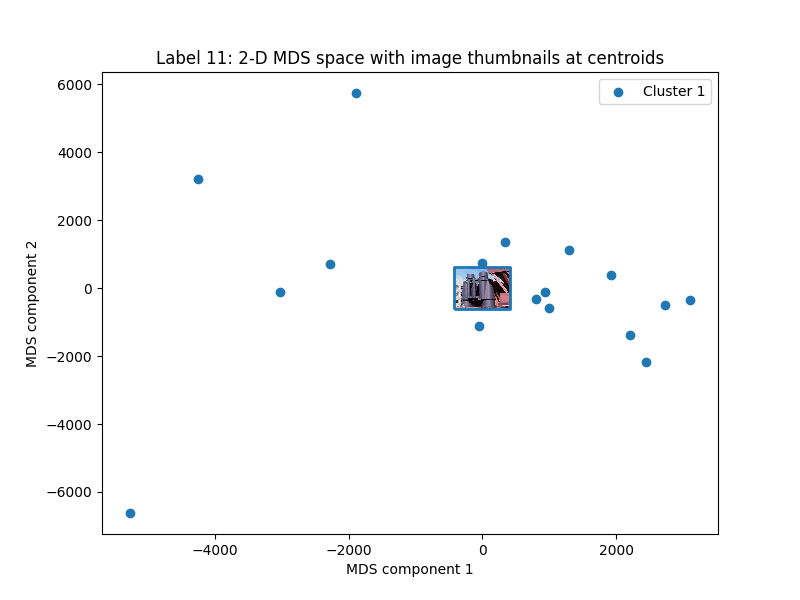 Label 11: 2-D MDS space with image thumbnails at centroids
Cluster 1
6000
4000
2000
0
−2000
−4000
−6000
MDS component 2
−4000
−2000
0
2000
MDS component 1